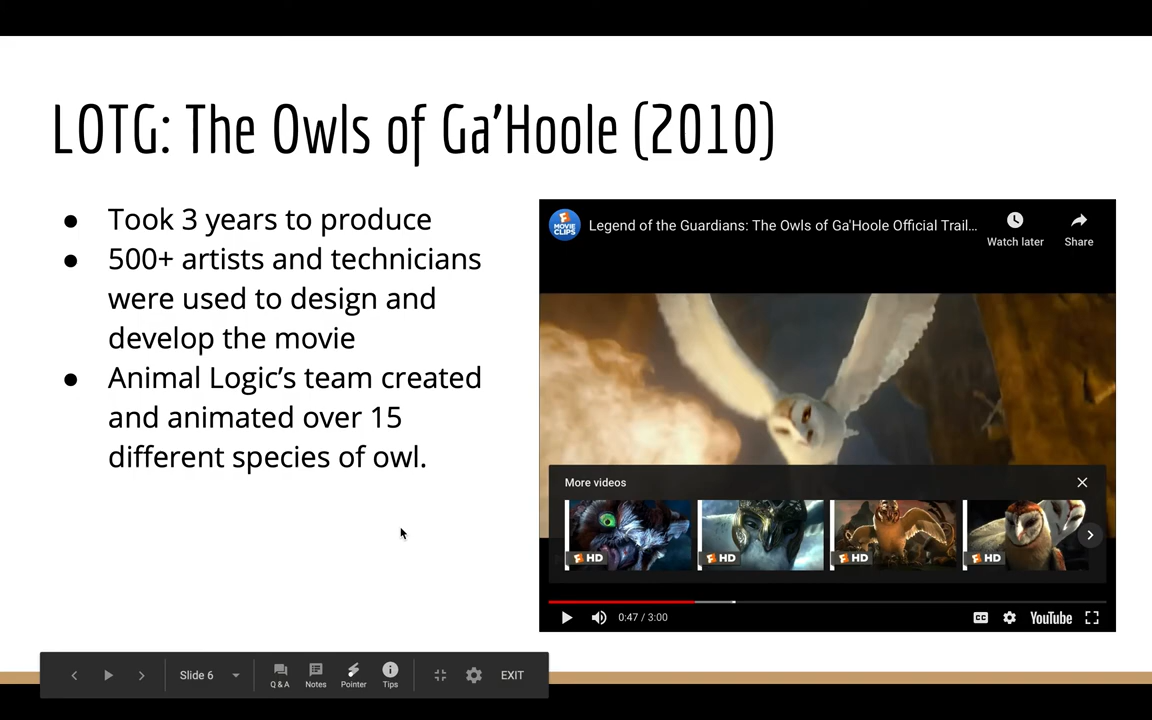 LOTG: The Owls of Ga’Hoole (2010)
● Took 3 years to produce
● 500+ artists and technicians
were used to design and
develop the movie
● Animal Logic’s team created
and animated over 15
different species of owl.
MOVIE CLIPS
Legend of the Guardians: The Owls of Ga'Hoole Official Trail...
Watch later
Share
More videos
HD
HD
HD
HD
0:47 / 3:00
CC
YouTube
Slide 6
Q & A
Notes
Pointer
Tips
EXIT